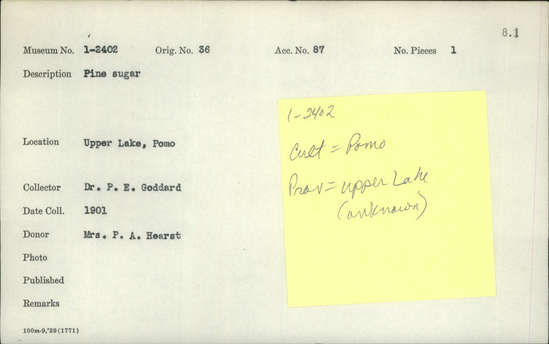 8.1
Museum No. 1-2402 Orig. No. 36 Acc. No. 87 No. Pieces 1
Description Pine sugar
Location Upper Lake, Pomo
Collector Dr. P. E. Goddard
Date Coll. 1901
Donor Mrs. P. A. Hearst
Photo
Published
Remarks
100m-9,'29(1771)
1-2402
Cult = Pomo
Prov = Upper Lake
(unknown)